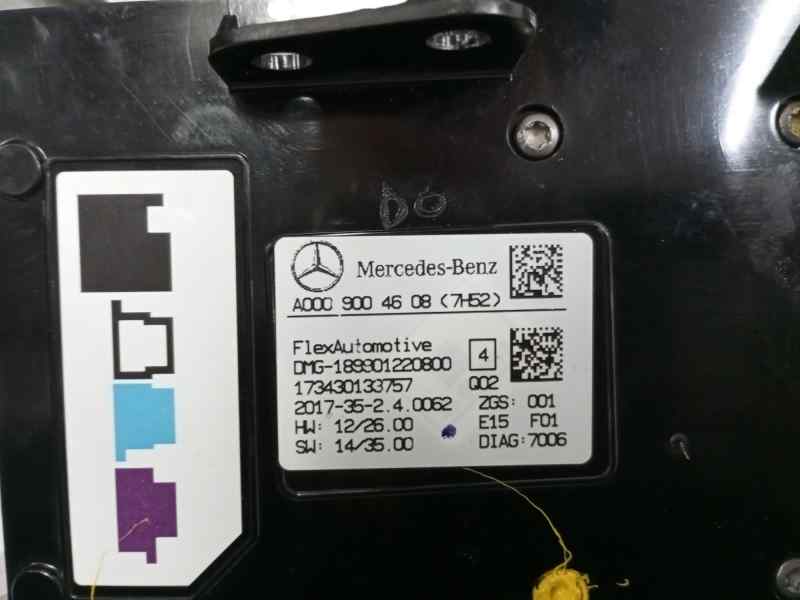 DO
Mercedes-Benz
A000 900 46 08 (7H52)
FlexAutomotive
4
DMG-189901220800
173430133757
Q02
2017-35-2.4.0062
ZGS: 001
HW: 12/26.00
E15 F01
SW: 14/35.00
DIAG:7006